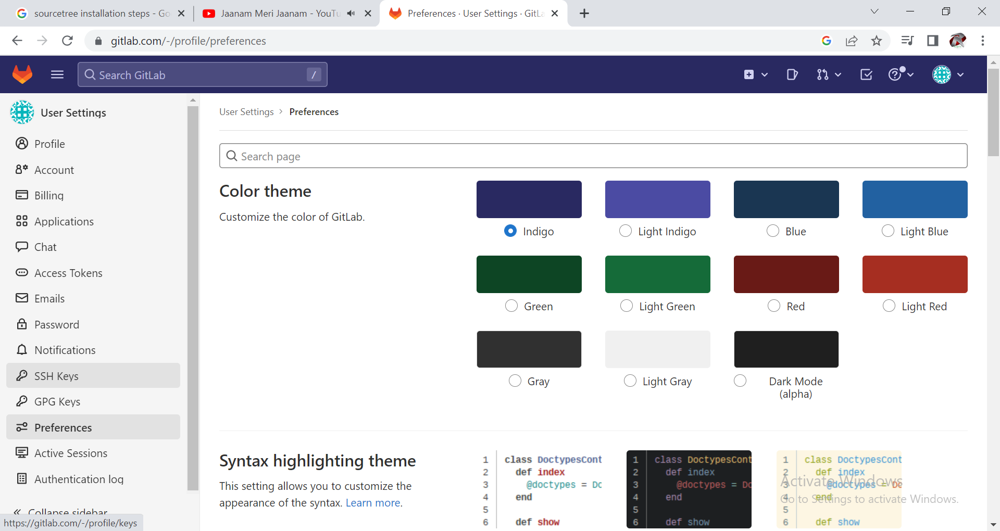 sourcetree installation steps - Go
Jaanam Meri Jaanam - YouTu
Preferences · User Settings · GitLa
gitlab.com/-/profile/preferences
Search GitLab
/
User Settings
Profile
Account
Billing
Applications
Chat
Access Tokens
Emails
Password
Notifications
SSH Keys
GPG Keys
Preferences
Active Sessions
Authentication log
Collapse sidebar
https://gitlab.com/-/profile/keys
User Settings > Preferences
Search page
Color theme
Customize the color of GitLab.
Indigo
Light Indigo
Blue
Light Blue
Green
Light Green
Red
Light Red
Gray
Light Gray
Dark Mode
(alpha)
Syntax highlighting theme
This setting allows you to customize the
appearance of the syntax. Learn more.
1 class DoctypesCont
2 def index
3 @doctypes = Dc
4 end
5
6 def show
1 class DoctypesCont
2 def index
3 @doctypes = Dc
4 end
5
6 def show
1 class DoctypesCont
2 def index
3 @doctypes = Dc
4 end
5
6 def show
Activate Windows
Go to Settings to activate Windows.